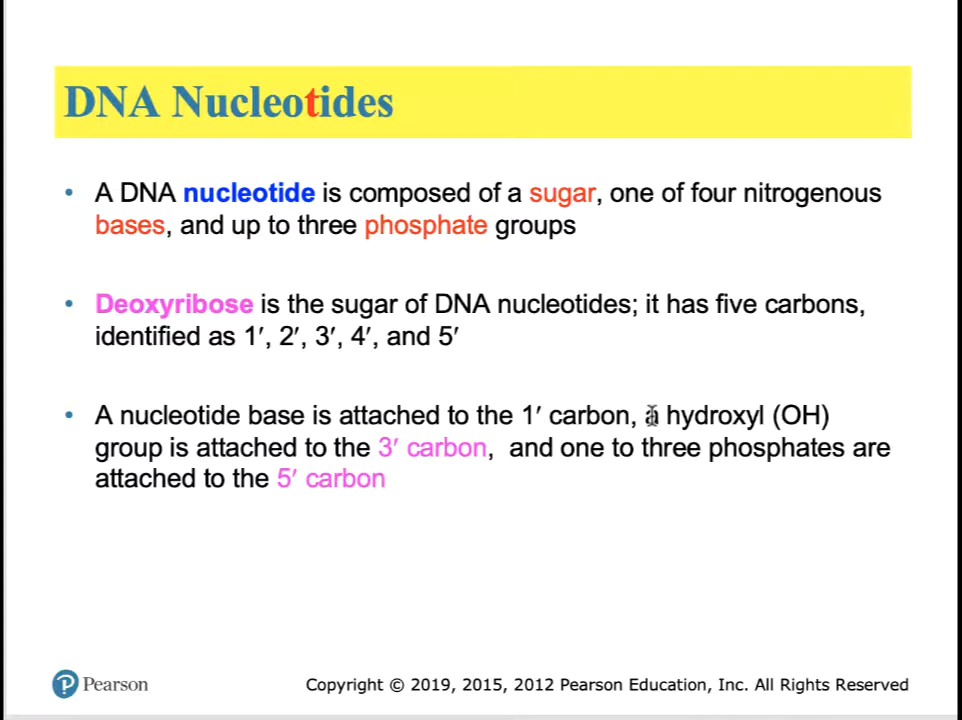 DNA Nucleotides
• A DNA nucleotide is composed of a sugar, one of four nitrogenous
bases, and up to three phosphate groups
• Deoxyribose is the sugar of DNA nucleotides; it has five carbons,
identified as 1′, 2′, 3′, 4′, and 5′
• A nucleotide base is attached to the 1′ carbon, a hydroxyl (OH)
group is attached to the 3′ carbon, and one to three phosphates are
attached to the 5′ carbon
P Pearson
Copyright © 2019, 2015, 2012 Pearson Education, Inc. All Rights Reserved